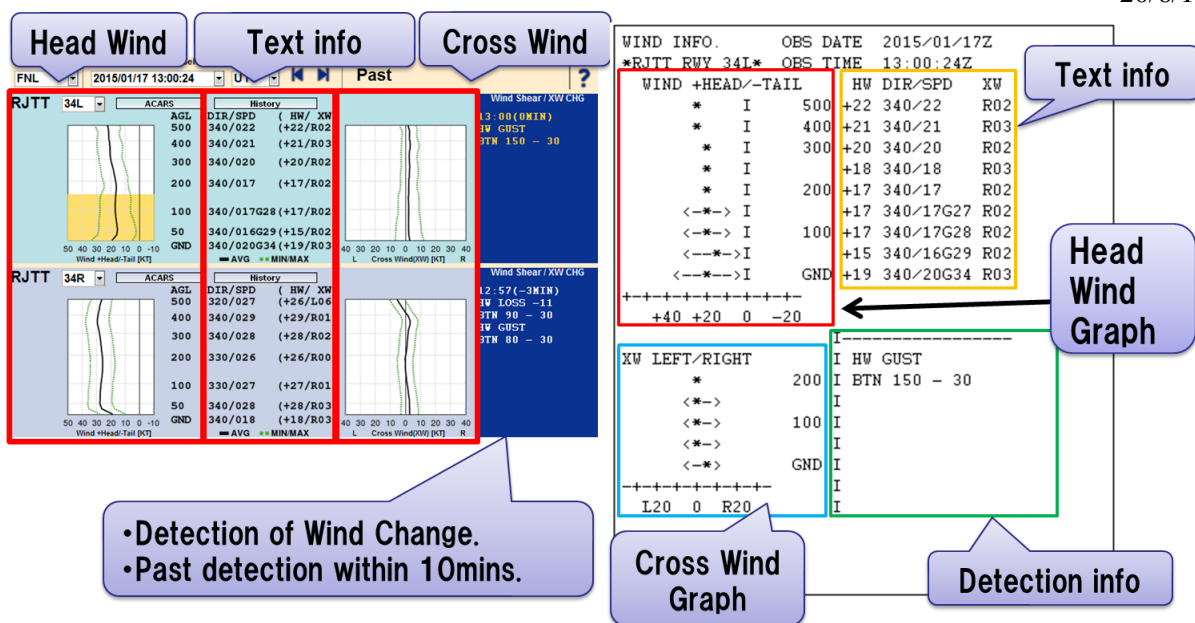 Head Wind
Text info
Cross Wind
FNL 2015/01/17 13:00:24 Past ?
RJTT 34L ACARS History Wind Shear / XW CHG
AGL DIR/SPD ( HW/ XW
500 340/022 (+22/R02
400 340/021 (+21/R03
300 340/020 (+20/R02
200 340/017 (+17/R02
100 340/017G28 (+17/R02
50 340/016G29 (+15/R02
GND 340/020G34 (+19/R03
13:00(0MIN)
HW GUST
BTN 150 - 30
50 40 30 20 10 0 -10
Wind +Head/-Tail [KT]
AVG MIN/MAX
40 30 20 10 0 10 20 30 40
L Cross Wind(XW) [KT] R
RJTT 34R ACARS History Wind Shear / XW CHG
AGL DIR/SPD ( HW/ XW
500 320/027 (+26/L06
400 340/029 (+29/R01
300 340/028 (+28/R02
200 330/026 (+26/R00
100 330/027 (+27/R01
50 340/028 (+28/R03
GND 340/018 (+18/R03
12:57(-3MIN)
HW LOSS -11
BTN 90 - 30
HW GUST
BTN 80 - 30
50 40 30 20 10 0 -10
Wind +Head/-Tail [KT]
AVG MIN/MAX
40 30 20 10 0 10 20 30 40
L Cross Wind(XW) [KT] R
•Detection of Wind Change.
•Past detection within 10mins.
WIND INFO. OBS DATE 2015/01/17Z
*RJTT RWY 34L* OBS TIME 13:00:24Z
WIND +HEAD/-TAIL HW DIR/SPD XW
* I 500 +22 340/22 R02
* I 400 +21 340/21 R03
* I 300 +20 340/20 R02
* I +18 340/18 R03
* I 200 +17 340/17 R02
<-*-> I +17 340/17G27 R02
<-*-> I 100 +17 340/17G28 R02
<--*-> I +15 340/16G29 R02
<--*-->I GND +19 340/20G34 R03
+-+-+-+-+-+-+-+-
+40 +20 0 -20
Text info
Head
Wind
Graph
I-----------------
XW LEFT/RIGHT I HW GUST
* 200 I BTN 150 - 30
<*-> I
<*-> 100 I
<*-> I
<-*> GND I
-+-+-+-+-+-+-+- I
L20 0 R20 I
Cross Wind
Graph
Detection info